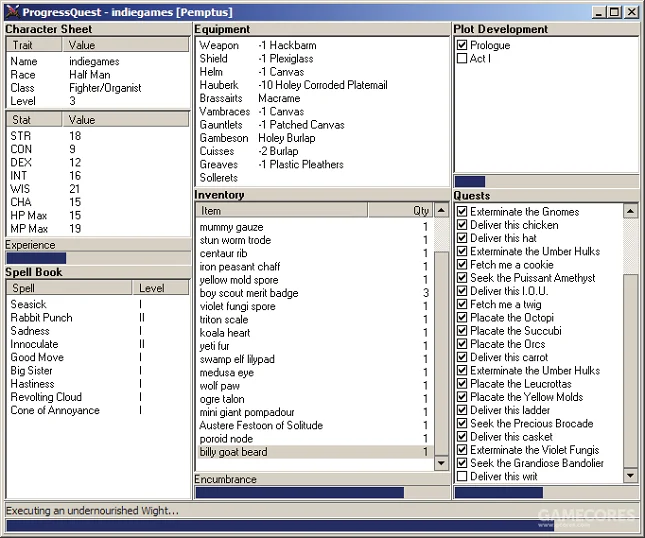 ProgressQuest - indiegames [Pemptus]
Character Sheet
Trait Value
Name indiegames
Race Half Man
Class Fighter/Organist
Level 3
Stat Value
STR 18
CON 9
DEX 12
INT 16
WIS 21
CHA 15
HP Max 15
MP Max 19
Experience
Spell Book
Spell Level
Seasick I
Rabbit Punch II
Sadness I
Innoculate II
Good Move I
Big Sister I
Hastiness I
Revolting Cloud I
Cone of Annoyance I
Equipment
Weapon -1 Hackbarm
Shield -1 Plexiglass
Helm -1 Canvas
Hauberk -10 Holey Corroded Platemail
Brassairts Macrame
Vambraces -1 Canvas
Gauntlets -1 Patched Canvas
Gambeson Holey Burlap
Cuisses -2 Burlap
Greaves -1 Plastic Pleathers
Sollerets
Inventory
Item Qty
mummy gauze 1
stun worm trode 1
centaur rib 1
iron peasant chaff 1
yellow mold spore 1
boy scout merit badge 3
violet fungi spore 1
triton scale 1
koala heart 1
yeti fur 1
swamp elf lilypad 1
medusa eye 1
wolf paw 1
ogre talon 1
mini giant pompadour 1
Austere Festoon of Solitude 1
poroid node 1
billy goat beard 1
Encumbrance
Plot Development
Prologue
Act I
Quests
Exterminate the Gnomes
Deliver this chicken
Deliver this hat
Exterminate the Umber Hulks
Fetch me a cookie
Seek the Puissant Amethyst
Deliver this I.O.U.
Fetch me a twig
Placate the Octopi
Placate the Succubi
Placate the Orcs
Deliver this carrot
Exterminate the Umber Hulks
Placate the Leucrottas
Placate the Yellow Molds
Deliver this ladder
Seek the Precious Brocade
Deliver this casket
Exterminate the Violet Fungis
Seek the Grandiose Bandolier
Deliver this writ
Executing an undernourished Wight...
GAMECORES